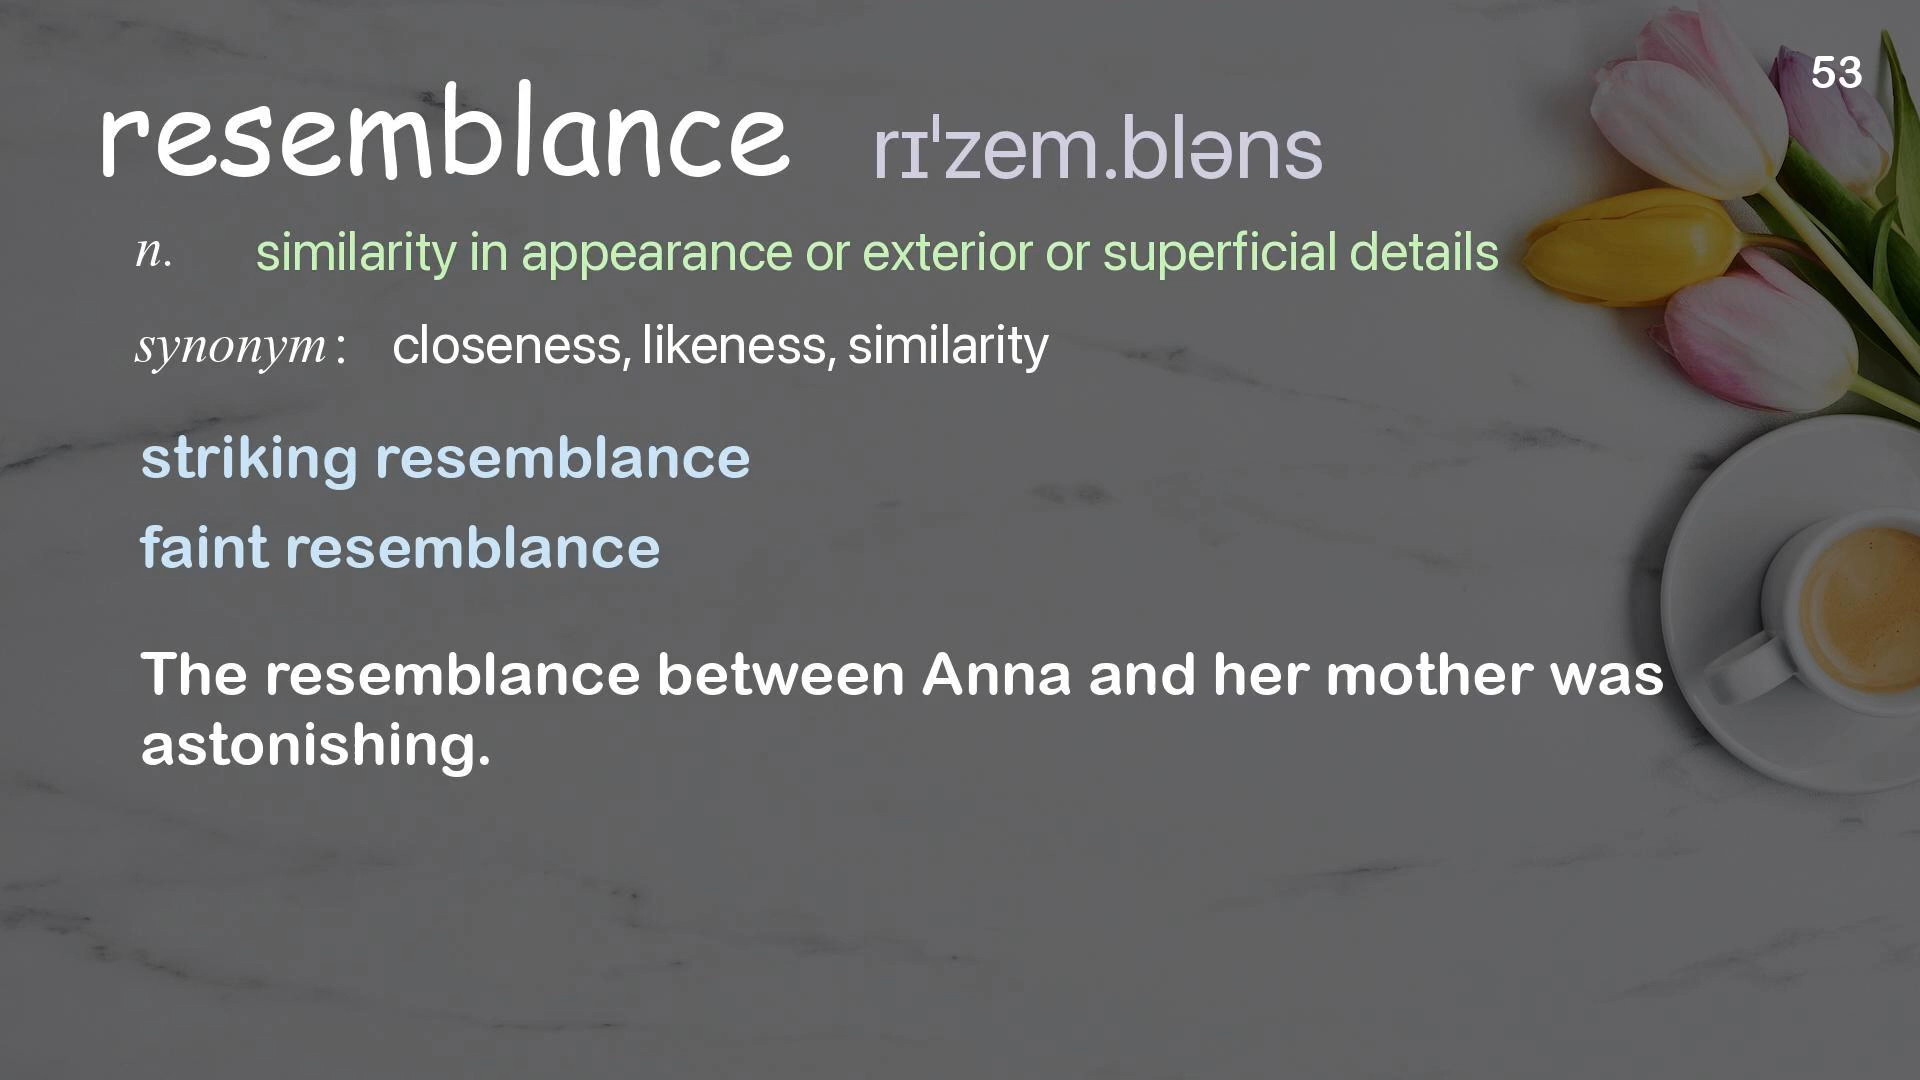 53
resemblance rɪˈzem.bləns
n. similarity in appearance or exterior or superficial details
synonym: closeness, likeness, similarity
striking resemblance
faint resemblance
The resemblance between Anna and her mother was
astonishing.